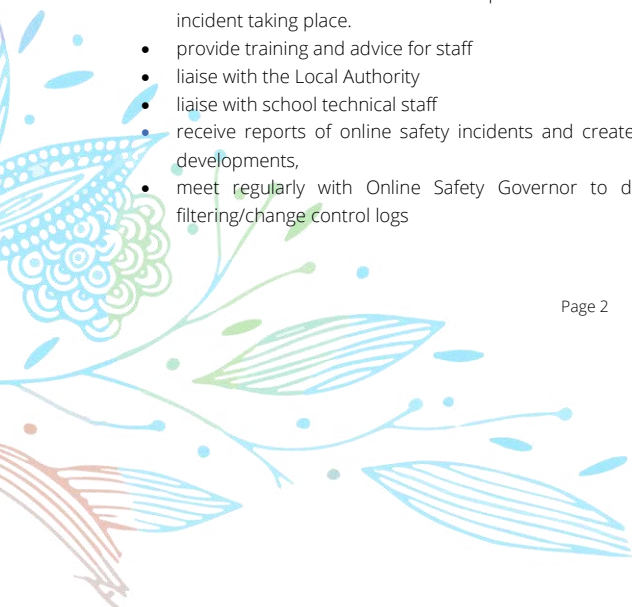 incident taking place.
• provide training and advice for staff
• liaise with the Local Authority
• liaise with school technical staff
• receive reports of online safety incidents and create
developments,
• meet regularly with Online Safety Governor to d
filtering/change control logs
Page 2